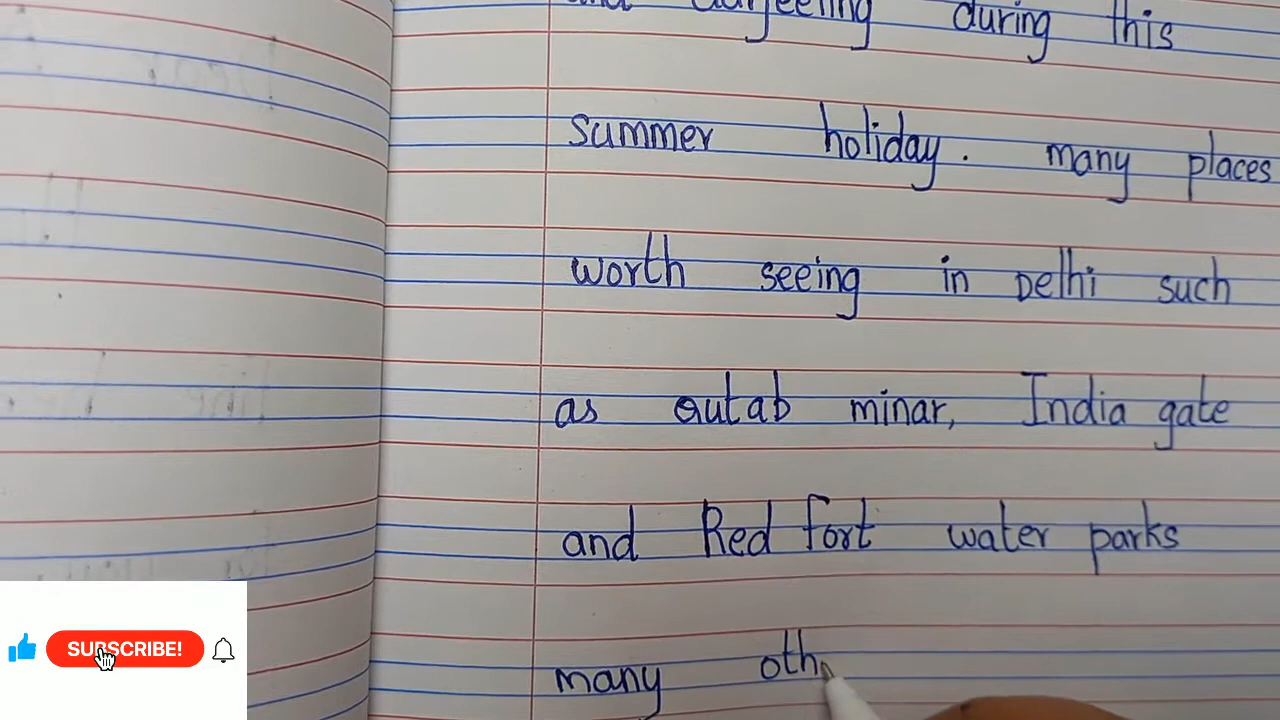 and darjeeling during this
summer holiday. many places
worth seeing in Delhi such
as Qutab minar, India gate
and Red fort water parks
many oth
SUBSCRIBE!